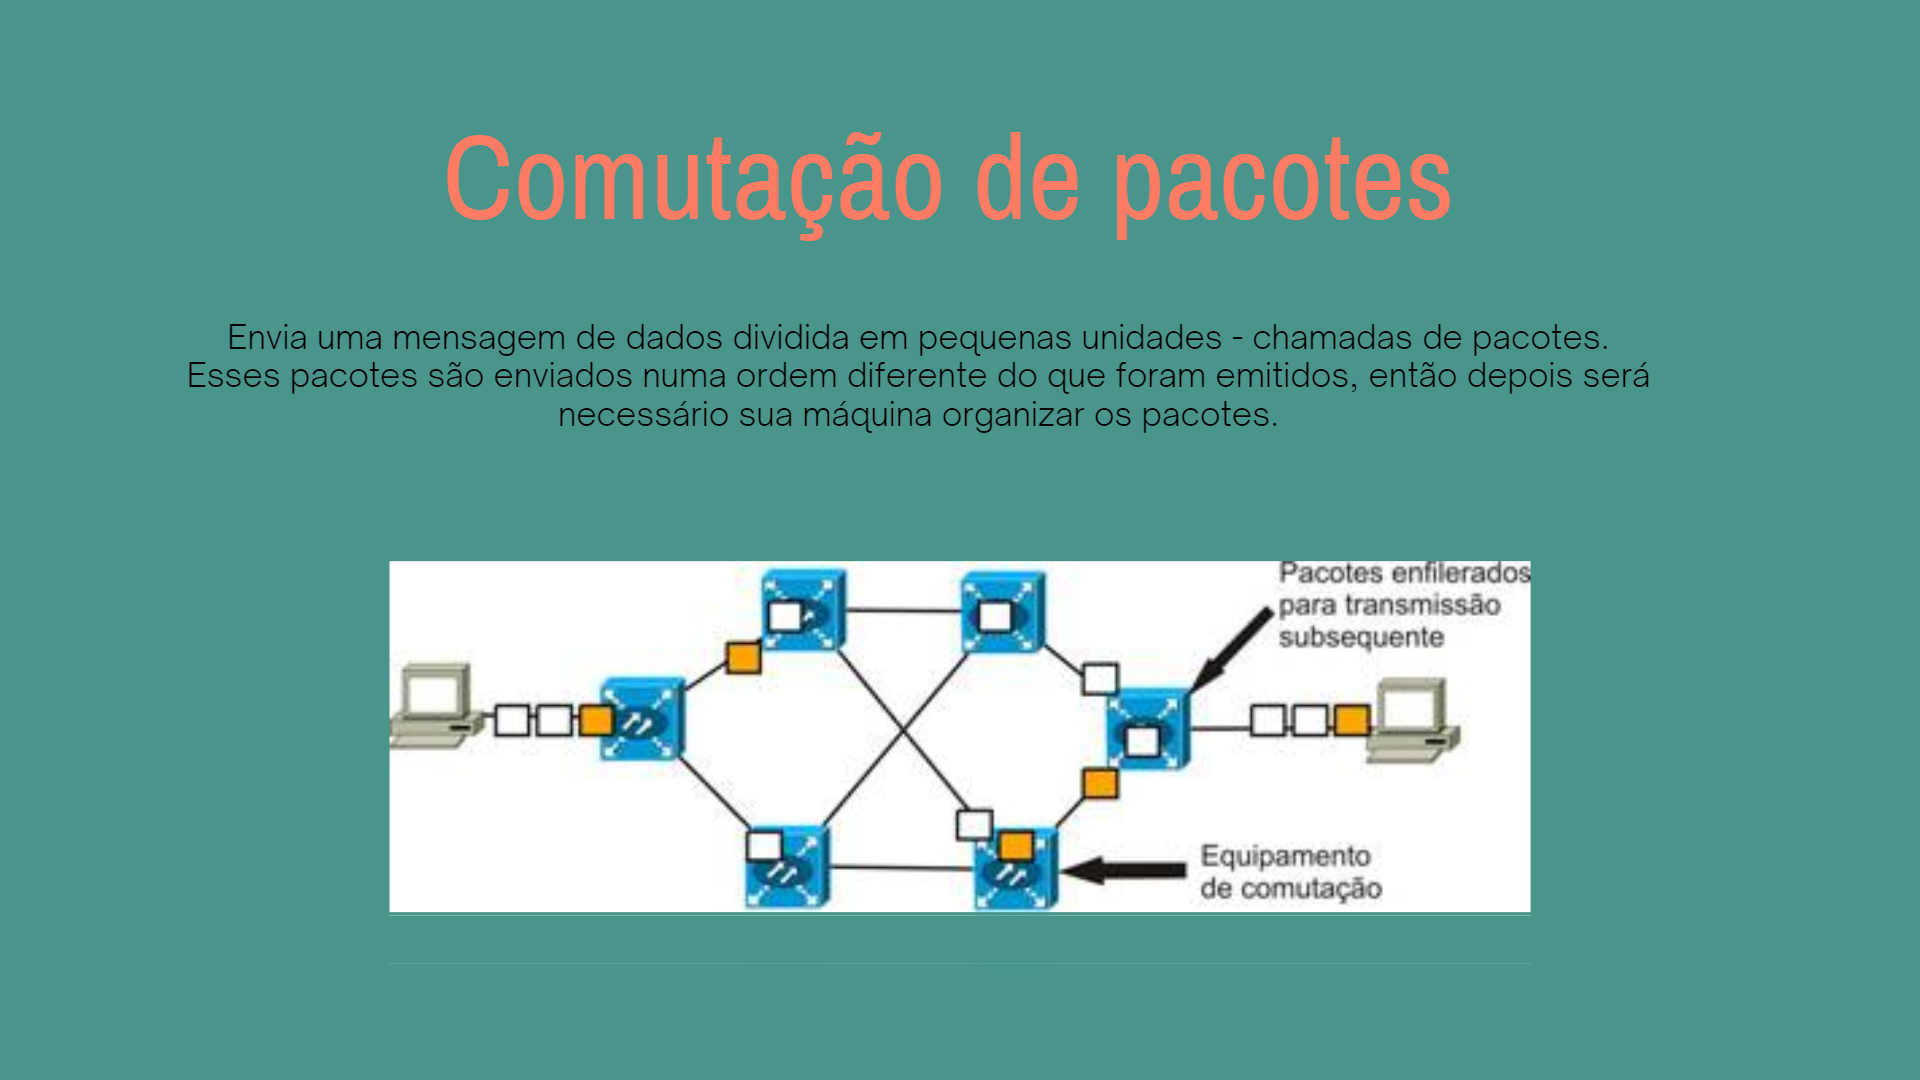 Comutação de pacotes
Envia uma mensagem de dados dividida em pequenas unidades - chamadas de pacotes.
Esses pacotes são enviados numa ordem diferente do que foram emitidos, então depois será
necessário sua máquina organizar os pacotes.
Pacotes enfilerados
para transmissão
subsequente
Equipamento
de comutação